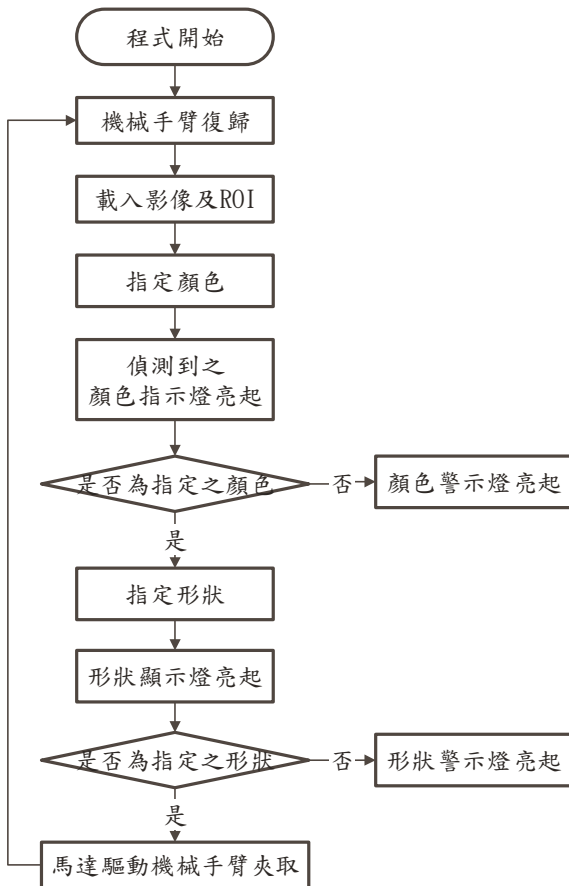 程式開始
機械手臂復歸
載入影像及ROI
指定顏色
偵測到之
顏色指示燈亮起
是否為指定之顏色
否
顏色警示燈亮起
是
指定形狀
形狀顯示燈亮起
是否為指定之形狀
否
形狀警示燈亮起
是
馬達驅動機械手臂夾取